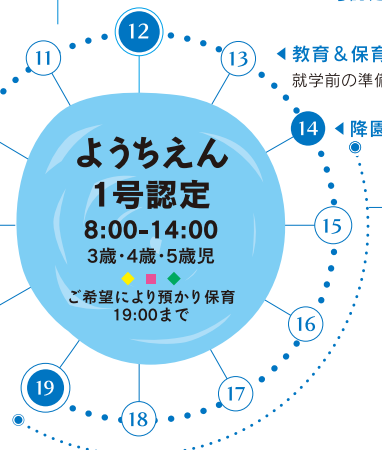 12
11
13
◀教育&保育
就学前の準備
14
◀降園
ようちえん
1号認定
8:00-14:00
3歳・4歳・5歳児
ご希望により預かり保育
19:00まで
15
16
19
17
18